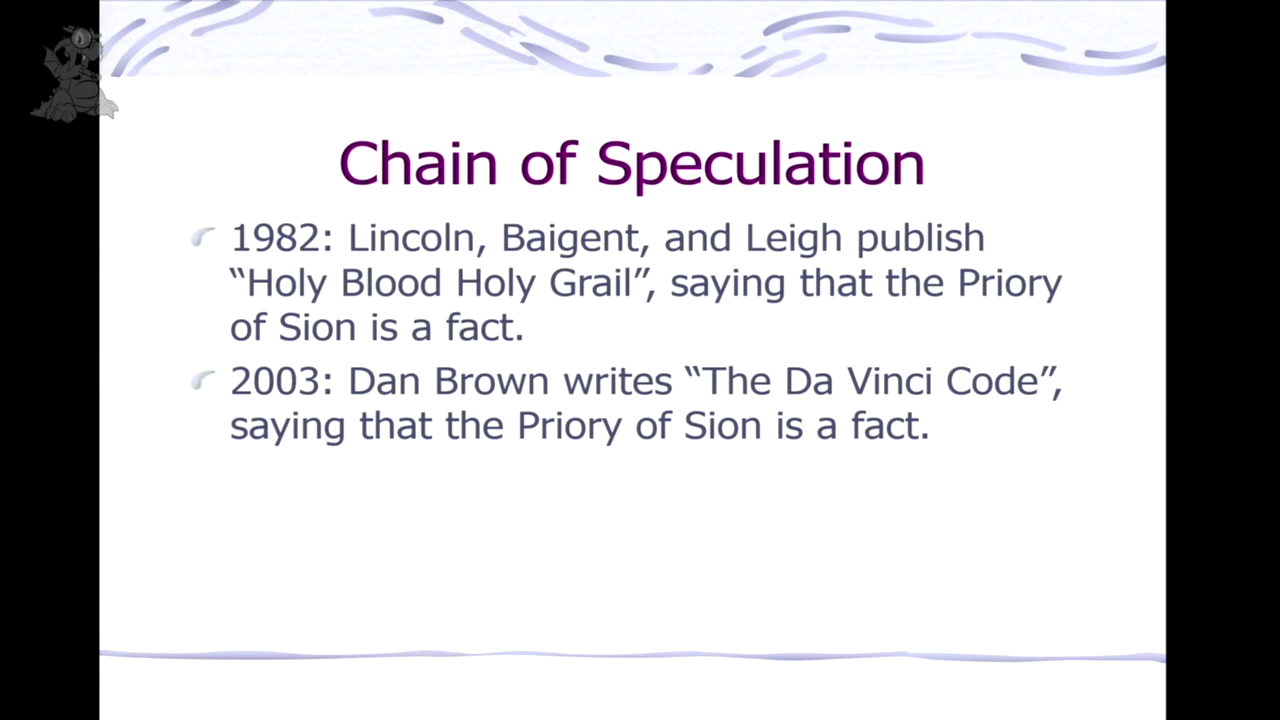 Chain of Speculation
1982: Lincoln, Baigent, and Leigh publish
“Holy Blood Holy Grail”, saying that the Priory
of Sion is a fact.
2003: Dan Brown writes “The Da Vinci Code”,
saying that the Priory of Sion is a fact.